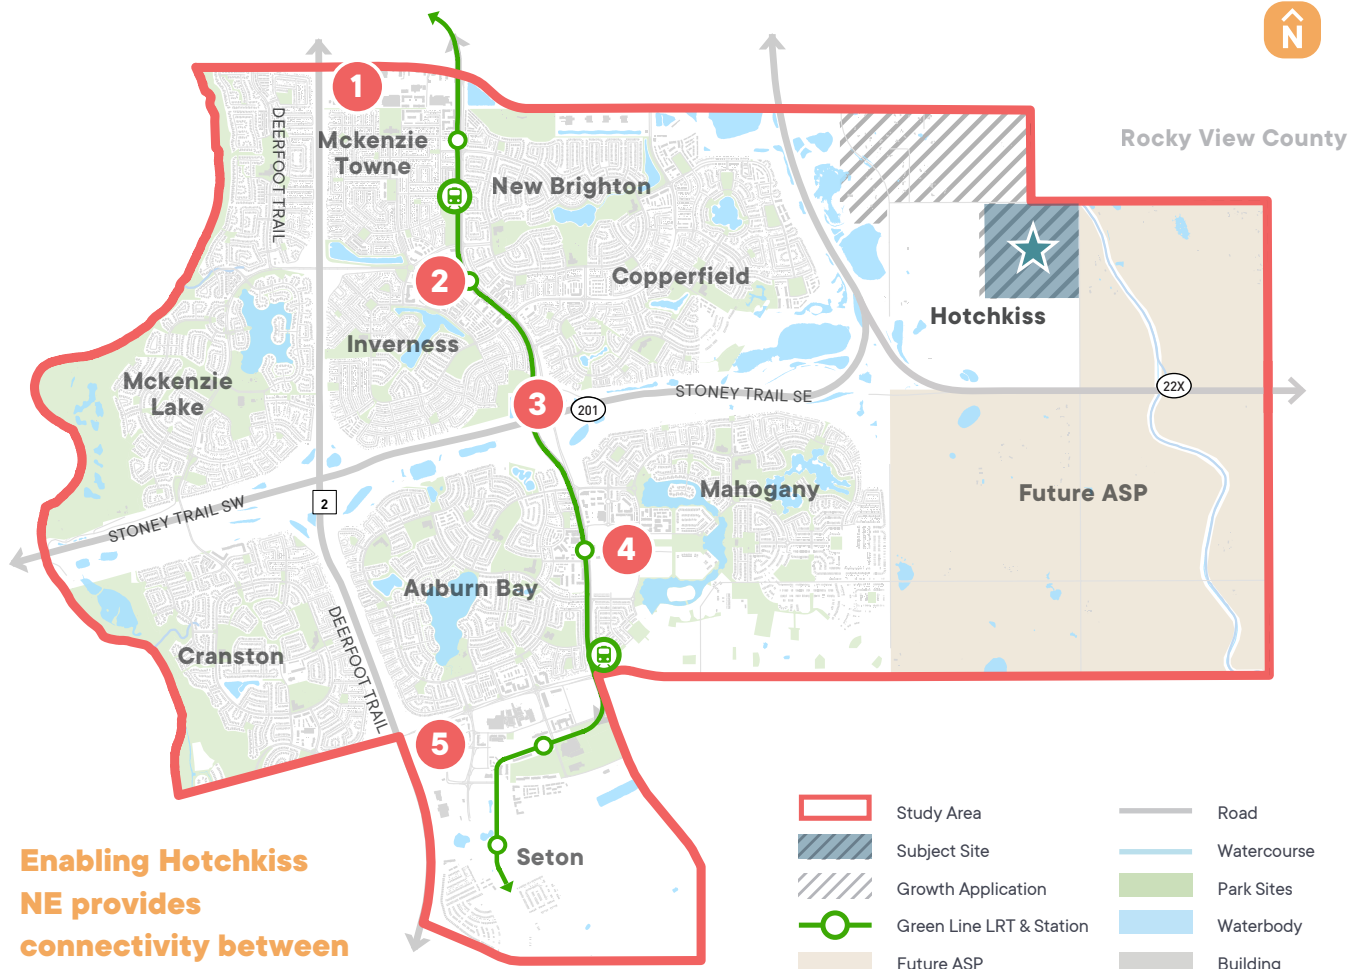 N
Rocky View County
1
DEERFOOT TRAIL
Mckenzie
Towne
New Brighton
2
Copperfield
Hotchkiss
Inverness
Mckenzie
Lake
3
201
STONEY TRAIL SE
22X
Mahogany
Future ASP
2
STONEY TRAIL SW
4
Auburn Bay
DEERFOOT TRAIL
Cranston
5
Seton
Enabling Hotchkiss
NE provides
connectivity between
Study Area
Subject Site
Growth Application
Green Line LRT & Station
Future ASP
Road
Watercourse
Park Sites
Waterbody
Building